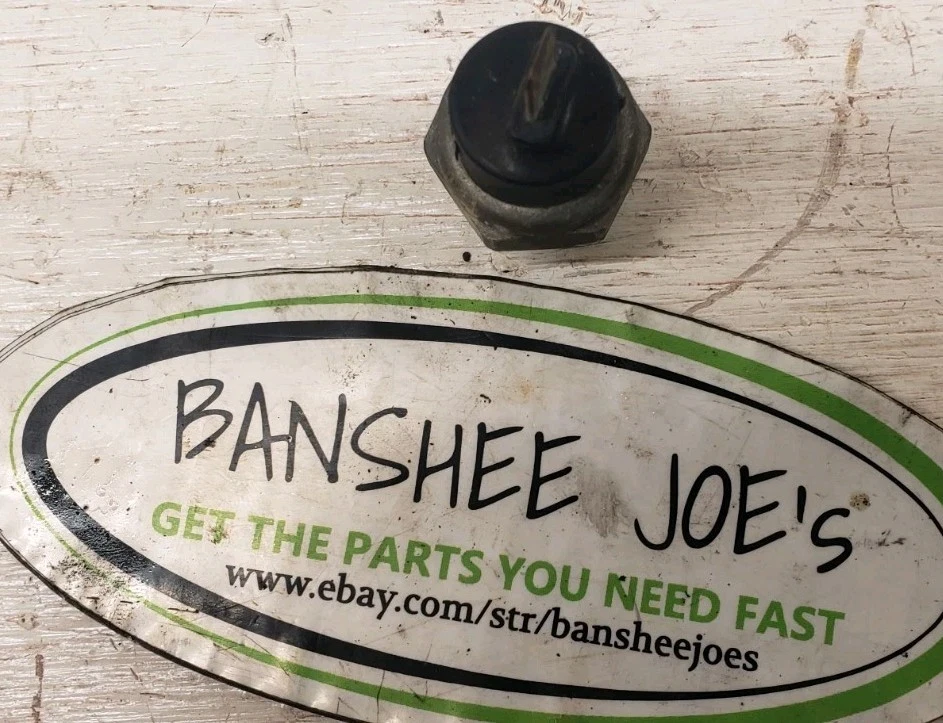 BANSHEE JOE'S
GET THE PARTS YOU NEED FAST
www.ebay.com/str/bansheejoes